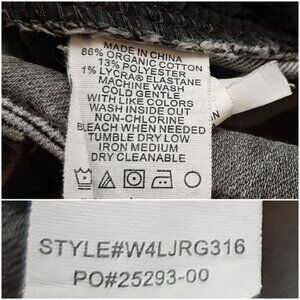 MADE IN CHINA
86% ORGANIC COTTON
13% POLYESTER
1% LYCRA® ELASTANE
MACHINE WASH
COLD GENTLE
WITH LIKE COLORS
WASH INSIDE OUT
NON-CHLORINE
BLEACH WHEN NEEDED
TUMBLE DRY LOW
IRON MEDIUM
DRY CLEANABLE
STYLE#W4LJRG316
PO#25293-00